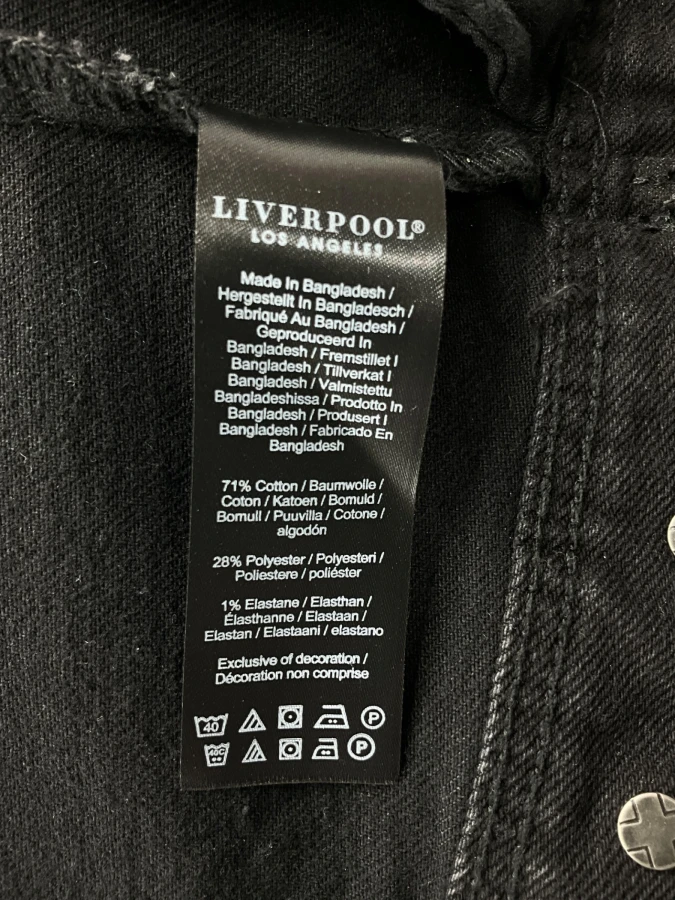 LIVERPOOL®
LOS ANGELES
Made In Bangladesh /
Hergestellt In Bangladesch /
Fabriqué Au Bangladesh /
Geproduceerd In
Bangladesh / Fremstillet I
Bangladesh / Tillverkat I
Bangladesh / Valmistettu
Bangladeshissa / Prodotto In
Bangladesh / Produsert I
Bangladesh / Fabricado En
Bangladesh
71% Cotton / Baumwolle /
Coton / Katoen / Bomuld /
Bomull / Puuvilla / Cotone /
algodón
28% Polyester / Polyesteri /
Poliestere / poliéster
1% Elastane / Elasthan /
Élasthanne / Elastaan /
Elastan / Elastaani / elastano
Exclusive of decoration /
Décoration non comprise
40 P
40C P